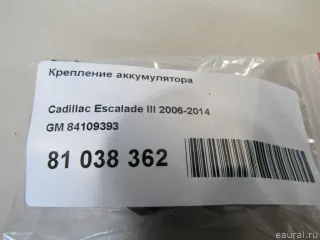 Крепление аккумулятора
Cadillac Escalade III 2006-2014
GM 84109393
81 038 362
eaural.ru